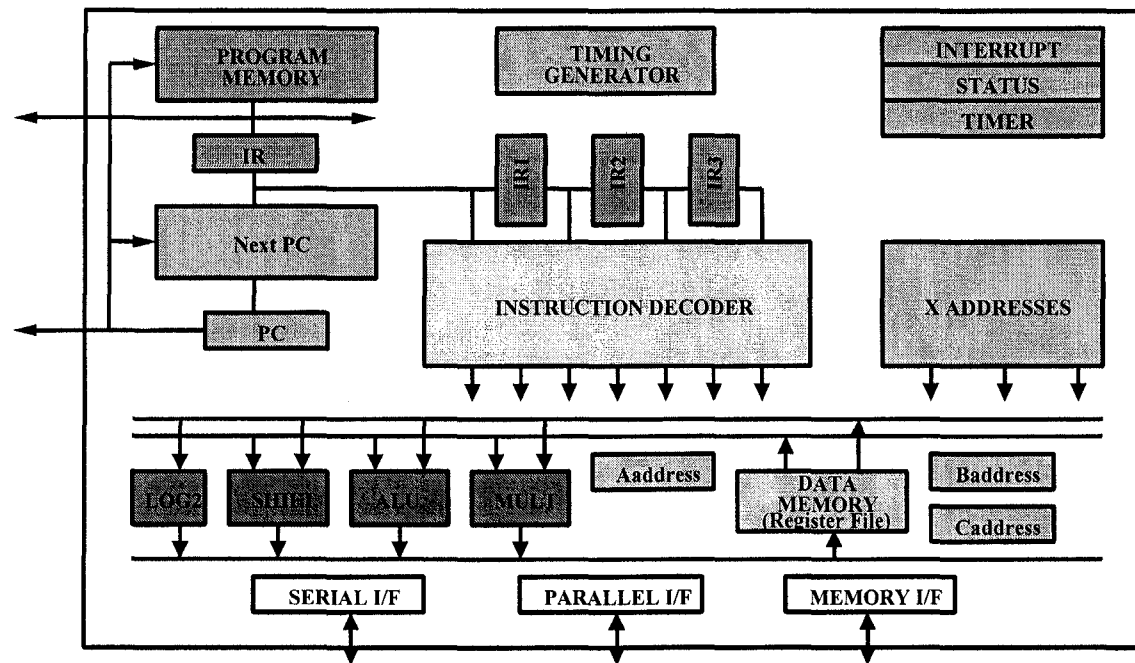 PROGRAM
MEMORY
TIMING
GENERATOR
INTERRUPT
STATUS
TIMER
IR
IR1
IR2
IR3
Next PC
INSTRUCTION DECODER
X ADDRESSES
PC
LOG2
SHIFT
ALU
MULT
Aaddress
DATA
MEMORY
(Register File)
Baddress
Caddress
SERIAL I/F
PARALLEL I/F
MEMORY I/F